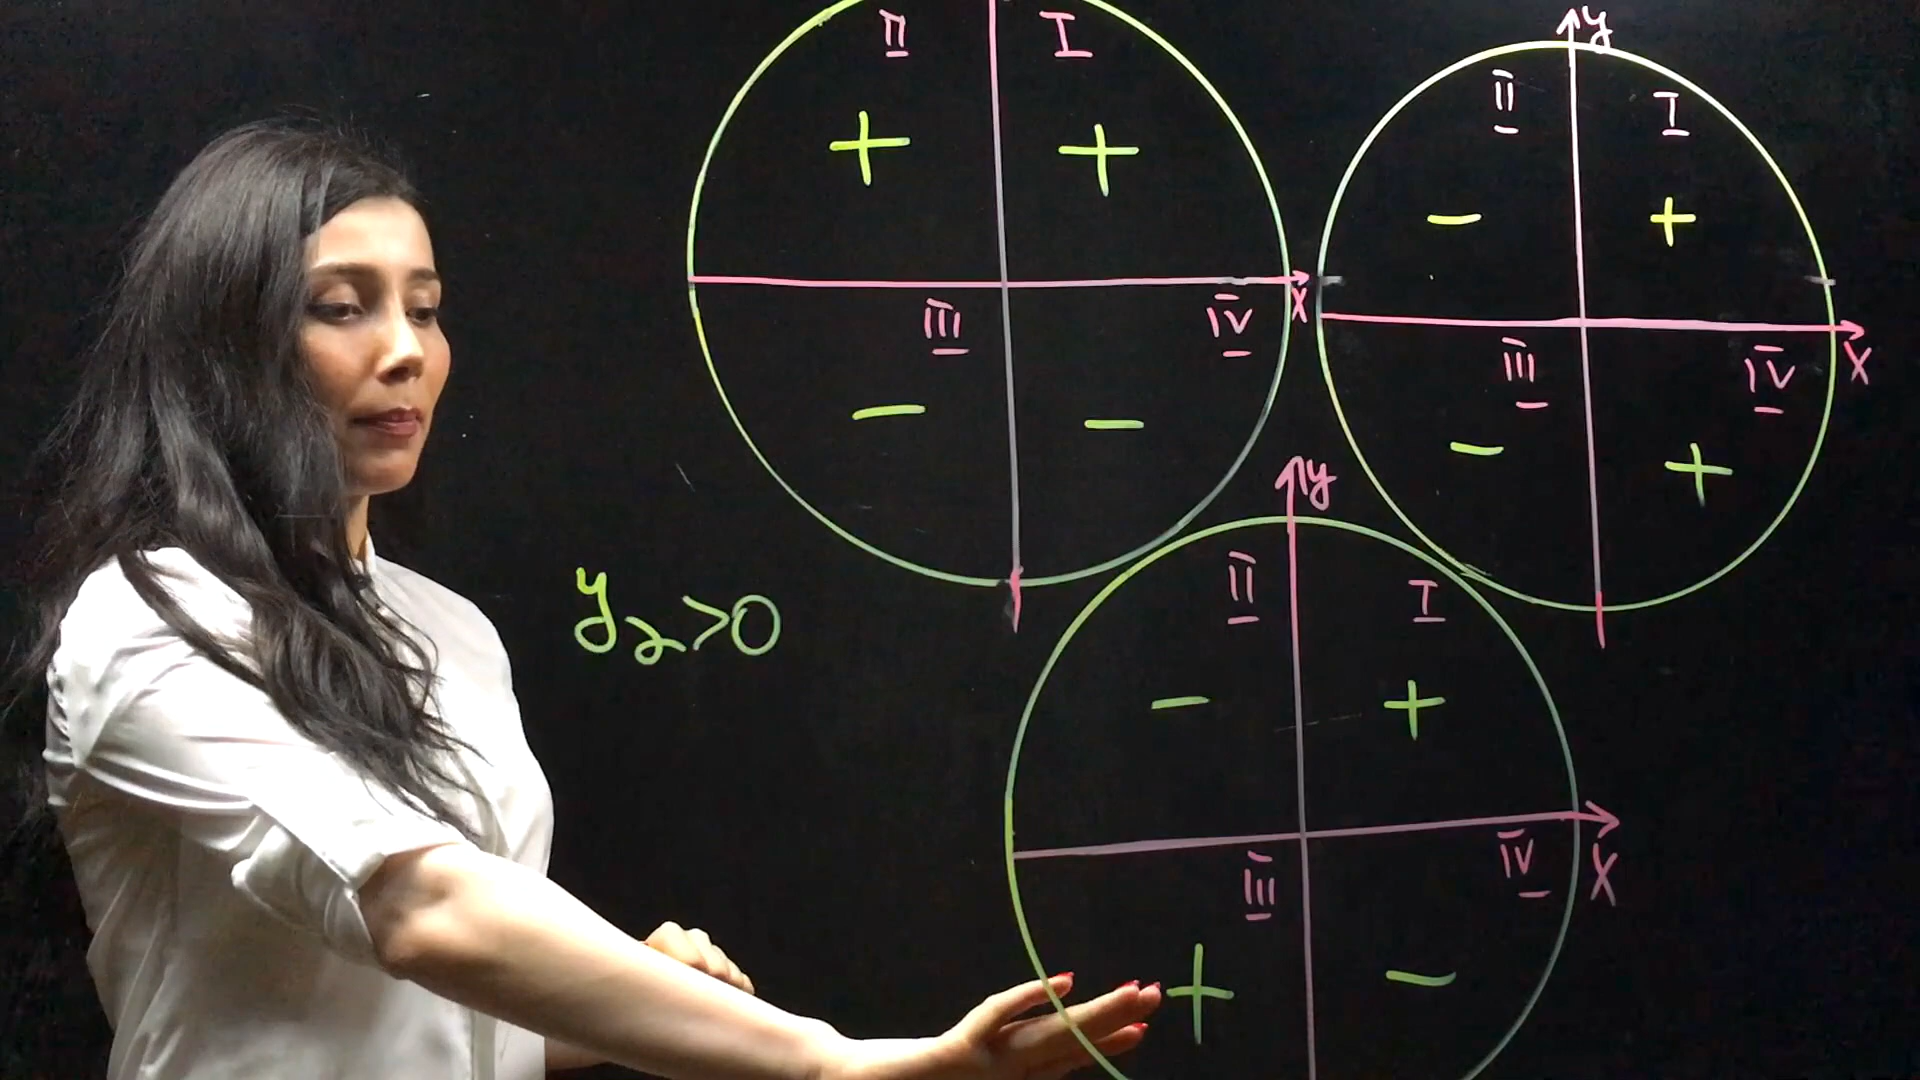 II I
+ +
X
III IV
- -
y
II I
- +
X
III IV
- +
y₂>0
y
II I
- +
X
III IV
+ -